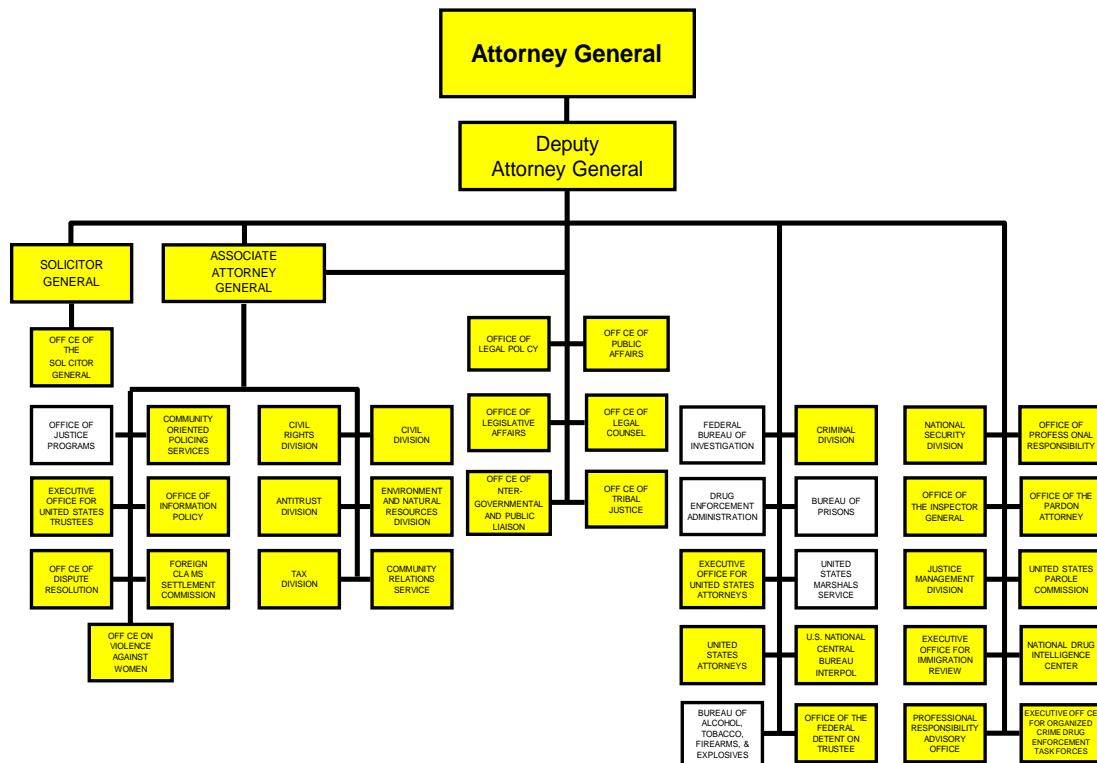 Attorney General
Deputy
Attorney General
SOLICITOR
GENERAL
ASSOCIATE
ATTORNEY
GENERAL
OFF CE OF
THE
SOL CITOR
GENERAL
OFFICE OF
LEGAL POL CY
OFF CE OF
PUBLIC
AFFAIRS
OFFICE OF
JUSTICE
PROGRAMS
COMMUNITY
ORIENTED
POLICING
SERVICES
CIVIL
RIGHTS
DIVISION
CIVIL
DIVISION
OFFICE OF
LEGISLATIVE
AFFAIRS
OFF CE OF
LEGAL
COUNSEL
FEDERAL
BUREAU OF
INVESTIGATION
CRIMINAL
DIVISION
NATIONAL
SECURITY
DIVISION
OFFICE OF
PROFESS ONAL
RESPONSIBILITY
EXECUTIVE
OFFICE FOR
UNITED STATES
TRUSTEES
OFFICE OF
INFORMATION
POLICY
ANTITRUST
DIVISION
ENVIRONMENT
AND NATURAL
RESOURCES
DIVISION
OFF CE OF
NTER-
GOVERNMENTAL
AND PUBLIC
LIAISON
OFF CE OF
TRIBAL
JUSTICE
DRUG
ENFORCEMENT
ADMINISTRATION
BUREAU OF
PRISONS
OFFICE OF
THE INSPECTOR
GENERAL
OFFICE OF THE
PARDON
ATTORNEY
OFF CE OF
DISPUTE
RESOLUTION
FOREIGN
CLA MS
SETTLEMENT
COMMISSION
TAX
DIVISION
COMMUNITY
RELATIONS
SERVICE
EXECUTIVE
OFFICE FOR
UNITED STATES
ATTORNEYS
UNITED
STATES
MARSHALS
SERVICE
JUSTICE
MANAGEMENT
DIVISION
UNITED STATES
PAROLE
COMMISSION
OFF CE ON
VIOLENCE
AGAINST
WOMEN
UNITED
STATES
ATTORNEYS
U.S. NATIONAL
CENTRAL
BUREAU
INTERPOL
EXECUTIVE
OFFICE FOR
IMMIGRATION
REVIEW
NATIONAL DRUG
INTELLIGENCE
CENTER
BUREAU OF
ALCOHOL,
TOBACCO,
FIREARMS, &
EXPLOSIVES
OFFICE OF THE
FEDERAL
DETENT ON
TRUSTEE
PROFESSIONAL
RESPONSIBILITY
ADVISORY
OFFICE
EXECUTIVE OFF CE
FOR ORGANIZED
CRIME DRUG
ENFORCEMENT
TASK FORCES